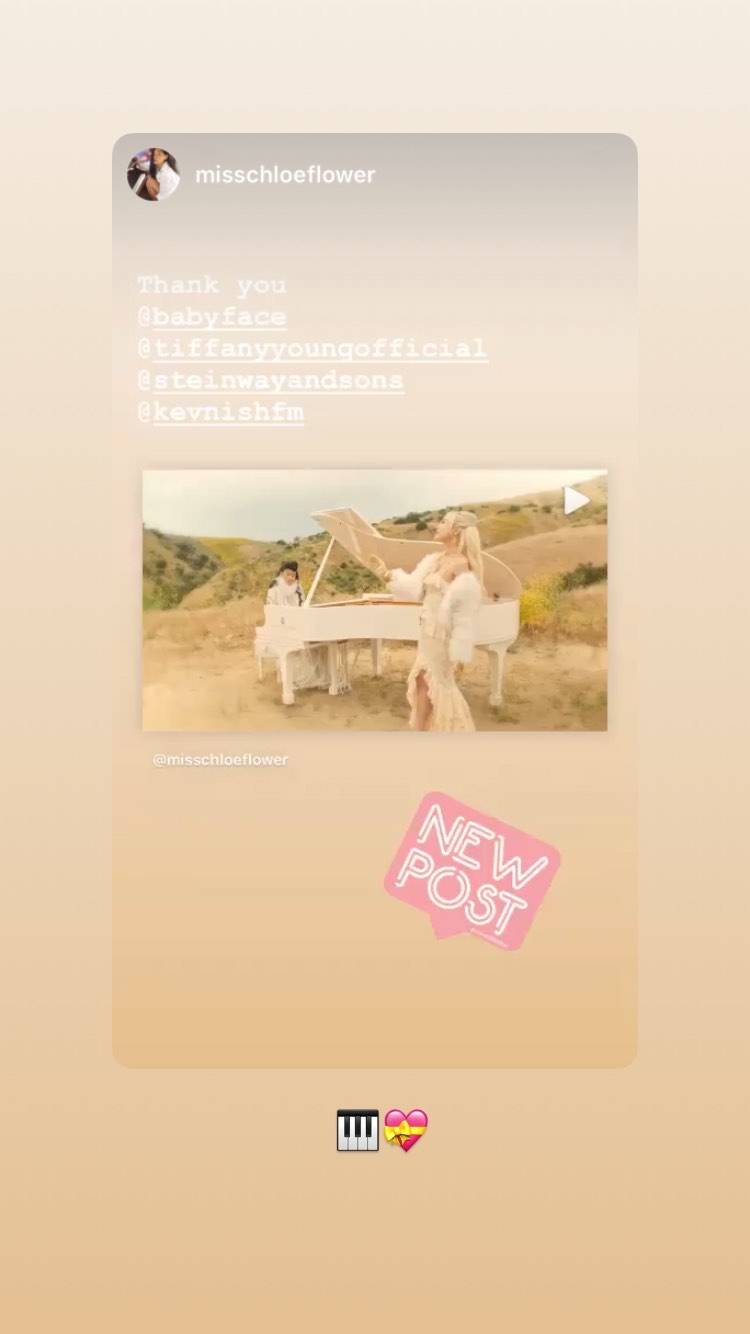 misschloeflower
Thank you
@babyface
@tiffanyyoungofficial
@steinwayandsons
@kevnishfm
@misschloeflower
NEW
POST